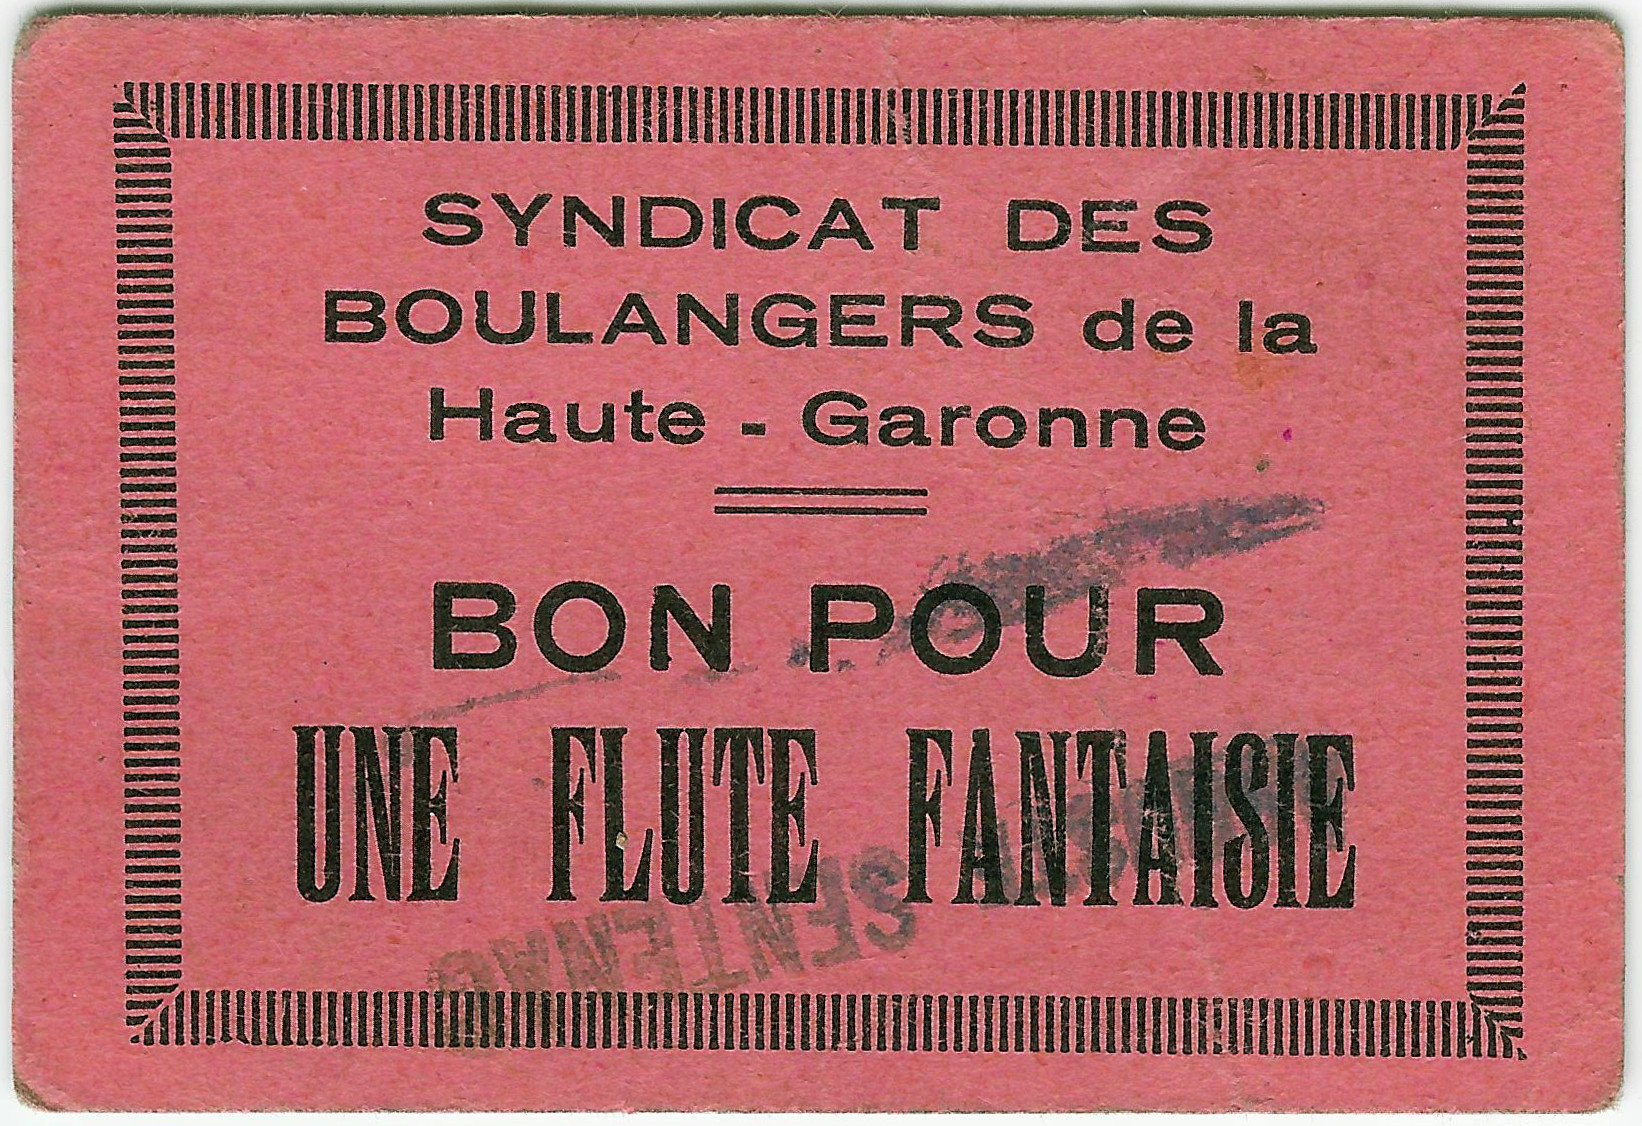 SYNDICAT DES
BOULANGERS de la
Haute - Garonne
BON POUR
UNE FLUTE FANTAISIE